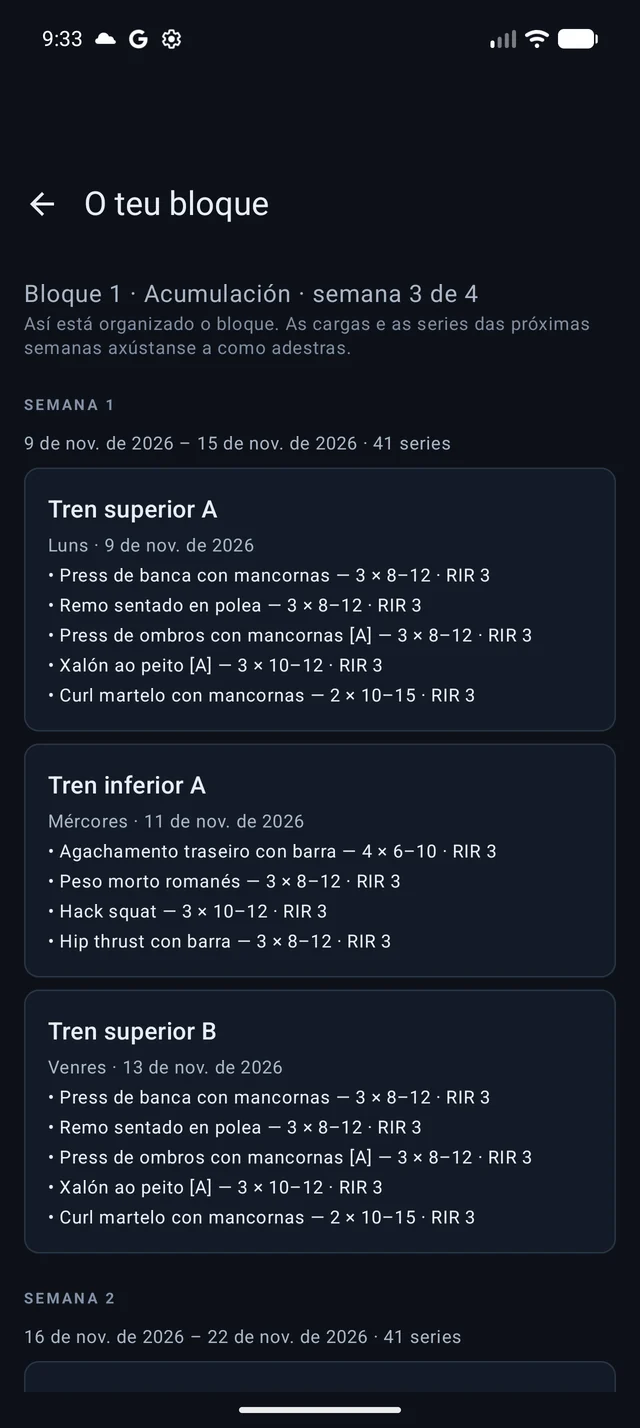 9:33
O teu bloque
Bloque 1 · Acumulación · semana 3 de 4
Así está organizado o bloque. As cargas e as series das próximas
semanas axústanse a como adestras.
SEMANA 1
9 de nov. de 2026 – 15 de nov. de 2026 · 41 series
Tren superior A
Luns · 9 de nov. de 2026
• Press de banca con mancornas — 3 × 8–12 · RIR 3
• Remo sentado en polea — 3 × 8–12 · RIR 3
• Press de ombros con mancornas [A] — 3 × 8–12 · RIR 3
• Xalón ao peito [A] — 3 × 10–12 · RIR 3
• Curl martelo con mancornas — 2 × 10–15 · RIR 3
Tren inferior A
Mércores · 11 de nov. de 2026
• Agachamento traseiro con barra — 4 × 6–10 · RIR 3
• Peso morto romanés — 3 × 8–12 · RIR 3
• Hack squat — 3 × 10–12 · RIR 3
• Hip thrust con barra — 3 × 8–12 · RIR 3
Tren superior B
Venres · 13 de nov. de 2026
• Press de banca con mancornas — 3 × 8–12 · RIR 3
• Remo sentado en polea — 3 × 8–12 · RIR 3
• Press de ombros con mancornas [A] — 3 × 8–12 · RIR 3
• Xalón ao peito [A] — 3 × 10–12 · RIR 3
• Curl martelo con mancornas — 2 × 10–15 · RIR 3
SEMANA 2
16 de nov. de 2026 – 22 de nov. de 2026 · 41 series